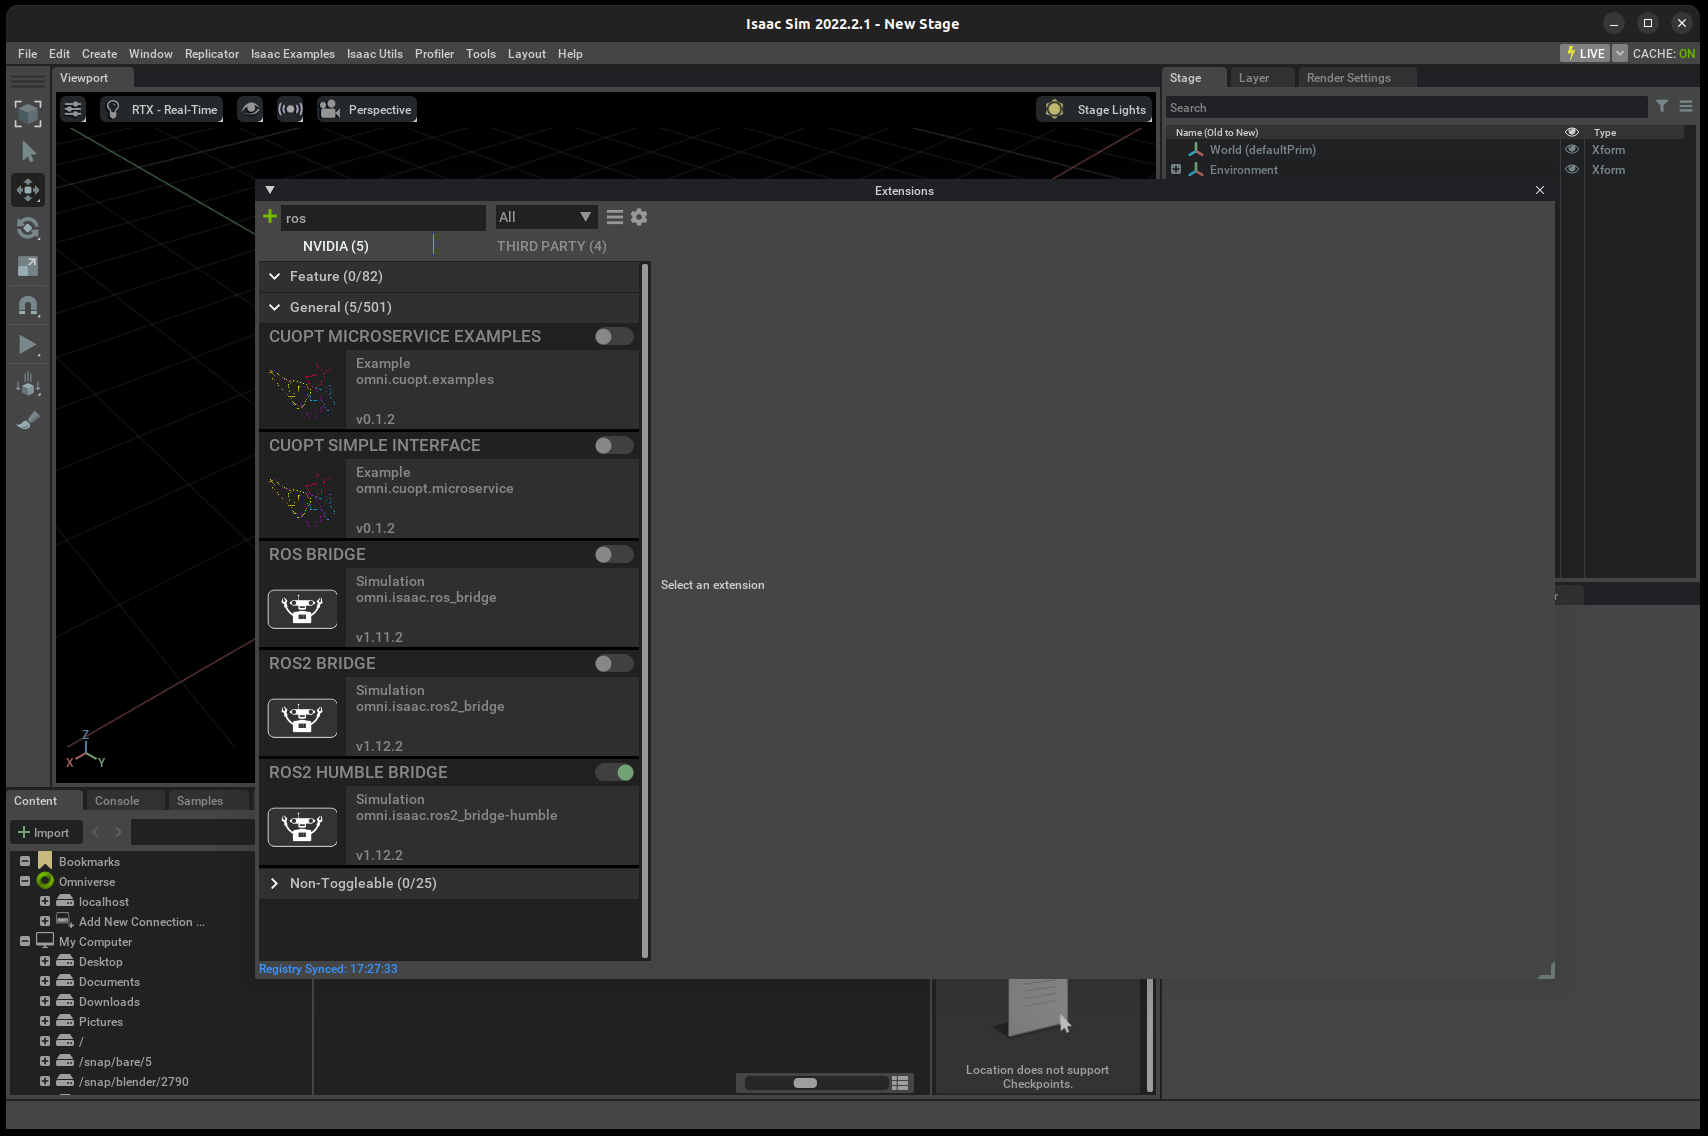 Isaac Sim 2022.2.1 - New Stage
File Edit Create Window Replicator Isaac Examples Isaac Utils Profiler Tools Layout Help
LIVE CACHE: ON
Viewport
RTX - Real-Time
Perspective
Stage Lights
Stage Layer Render Settings
Search
Name (Old to New) Type
World (defaultPrim) Xform
Environment Xform
Extensions
ros
All
NVIDIA (5) THIRD PARTY (4)
Feature (0/82)
General (5/501)
CUOPT MICROSERVICE EXAMPLES
Example
omni.cuopt.examples
v0.1.2
CUOPT SIMPLE INTERFACE
Example
omni.cuopt.microservice
v0.1.2
ROS BRIDGE
Simulation
omni.isaac.ros_bridge
v1.11.2
ROS2 BRIDGE
Simulation
omni.isaac.ros2_bridge
v1.12.2
ROS2 HUMBLE BRIDGE
Simulation
omni.isaac.ros2_bridge-humble
v1.12.2
Non-Toggleable (0/25)
Registry Synced: 17:27:33
Select an extension
r
Z
X
Y
Content Console Samples
Import
Bookmarks
Omniverse
localhost
Add New Connection ...
My Computer
Desktop
Documents
Downloads
Pictures
/
/snap/bare/5
/snap/blender/2790
Location does not support
Checkpoints.